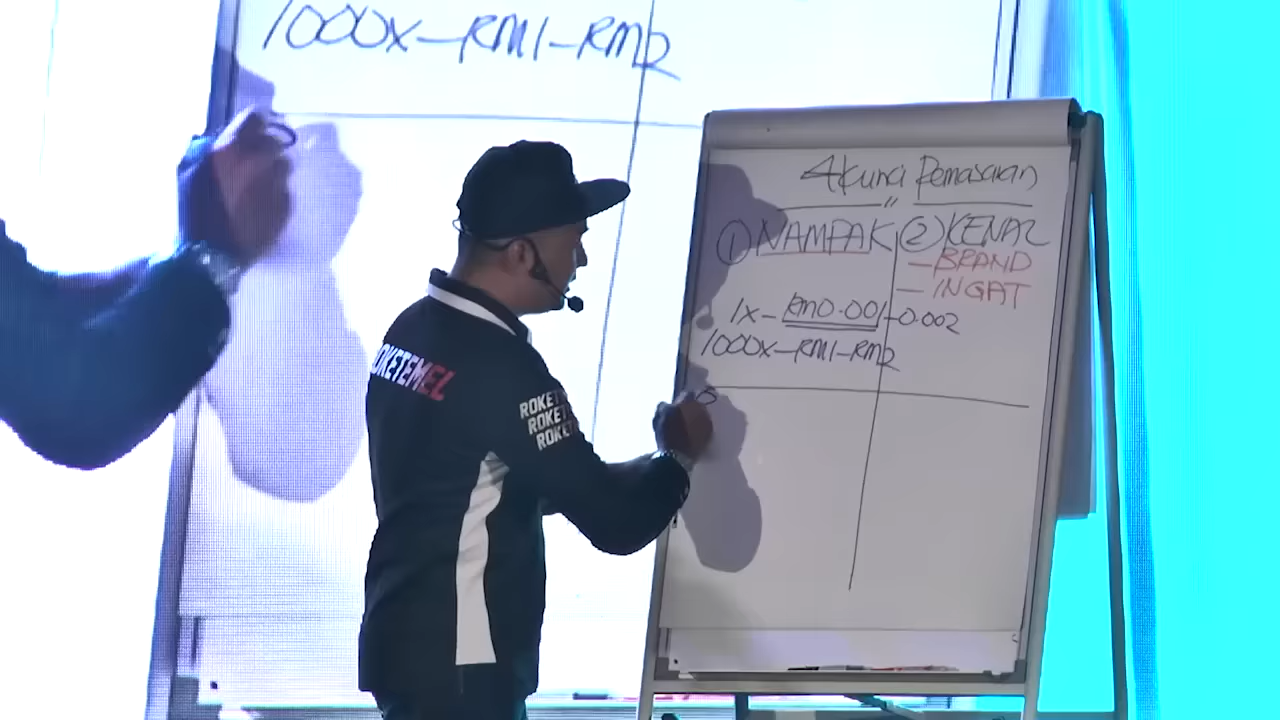 1000x-RM1-RM2
4 Kunci Pemasaran
① NAMPAK ② KENAL
- BRAND
- INGAT
1x - RM0.001-0.002
1000x-RM1-RM2
ROKETEMEL
ROKET
ROKET
ROKET